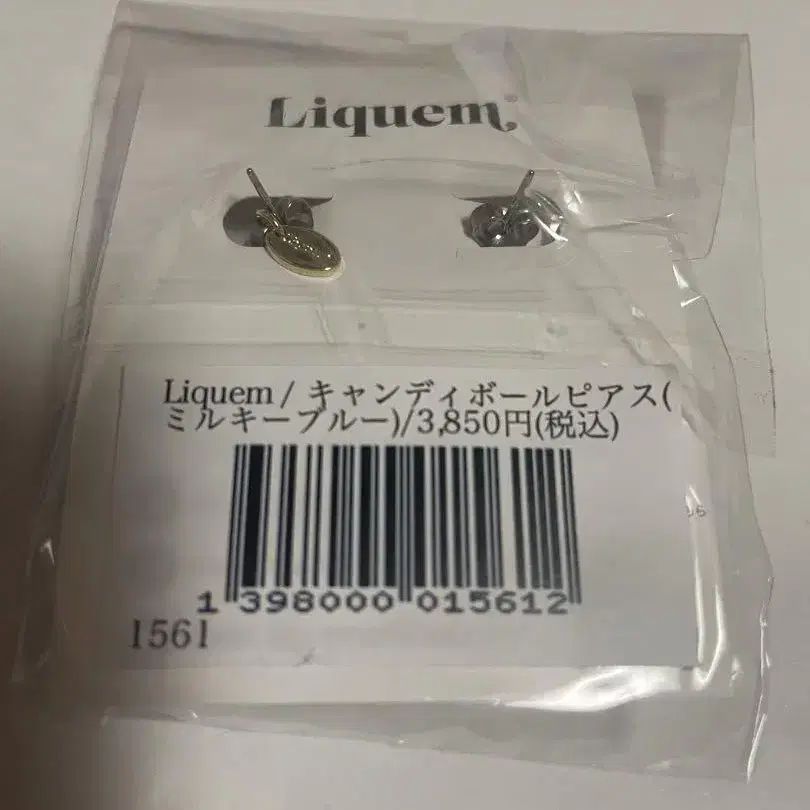 Liquem
Liquem / キャンディボールピアス(
ミルキーブルー)/3,850円(税込)
1 398000 015612
1561